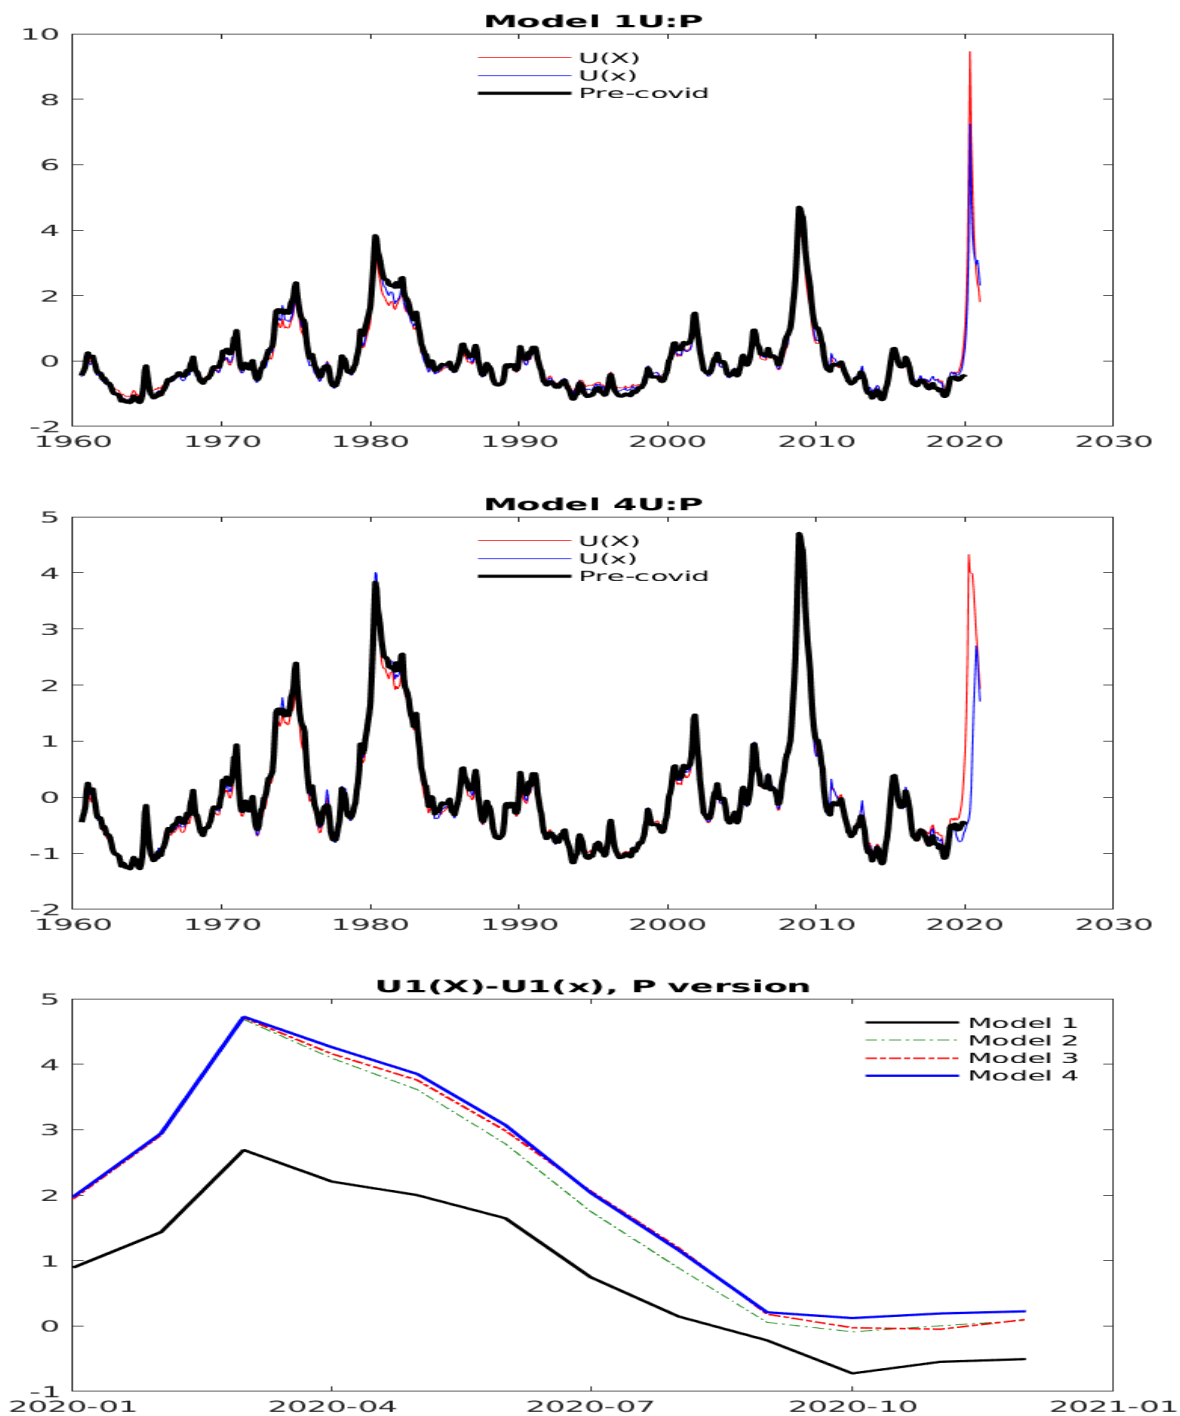 Model 1U:P
10
8
6
4
2
0
-2
U(X)
U(x)
Pre-covid
1960 1970 1980 1990 2000 2010 2020 2030
Model 4U:P
5
4
3
2
1
0
-1
-2
U(X)
U(x)
Pre-covid
1960 1970 1980 1990 2000 2010 2020 2030
U1(X)-U1(x), P version
5
4
3
2
1
0
-1
Model 1
Model 2
Model 3
Model 4
2020-01 2020-04 2020-07 2020-10 2021-01